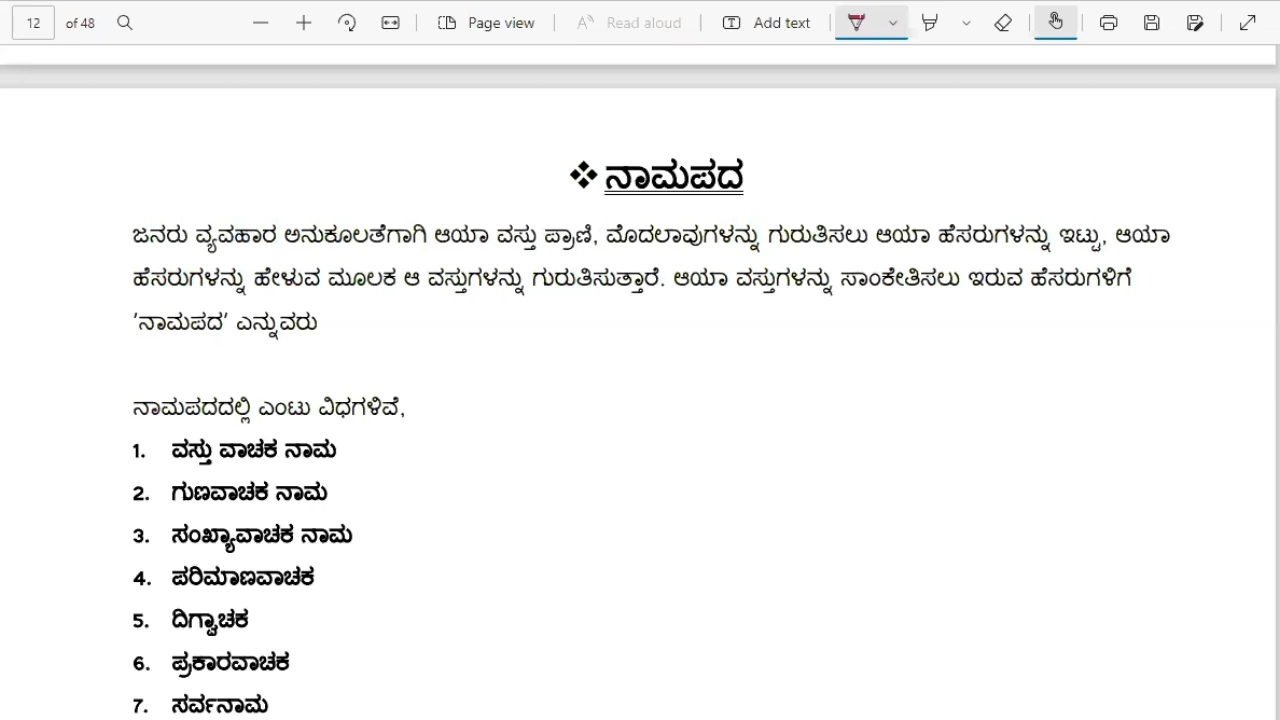 12 of 48 Page view Read aloud Add text
❖ ನಾಮಪದ
ಜನರು ವ್ಯವಹಾರ ಅನುಕೂಲತೆಗಾಗಿ ಆಯಾ ವಸ್ತು ಪ್ರಾಣಿ, ಮೊದಲಾವುಗಳನ್ನು ಗುರುತಿಸಲು ಆಯಾ ಹೆಸರುಗಳನ್ನು ಇಟ್ಟು, ಆಯಾ
ಹೆಸರುಗಳನ್ನು ಹೇಳುವ ಮೂಲಕ ಆ ವಸ್ತುಗಳನ್ನು ಗುರುತಿಸುತ್ತಾರೆ. ಆಯಾ ವಸ್ತುಗಳನ್ನು ಸಾಂಕೇತಿಸಲು ಇರುವ ಹೆಸರುಗಳಿಗೆ
'ನಾಮಪದ' ಎನ್ನುವರು
ನಾಮಪದದಲ್ಲಿ ಎಂಟು ವಿಧಗಳಿವೆ,
1. ವಸ್ತು ವಾಚಕ ನಾಮ
2. ಗುಣವಾಚಕ ನಾಮ
3. ಸಂಖ್ಯಾವಾಚಕ ನಾಮ
4. ಪರಿಮಾಣವಾಚಕ
5. ದಿಗ್ವಾಚಕ
6. ಪ್ರಕಾರವಾಚಕ
7. ಸರ್ವನಾಮ